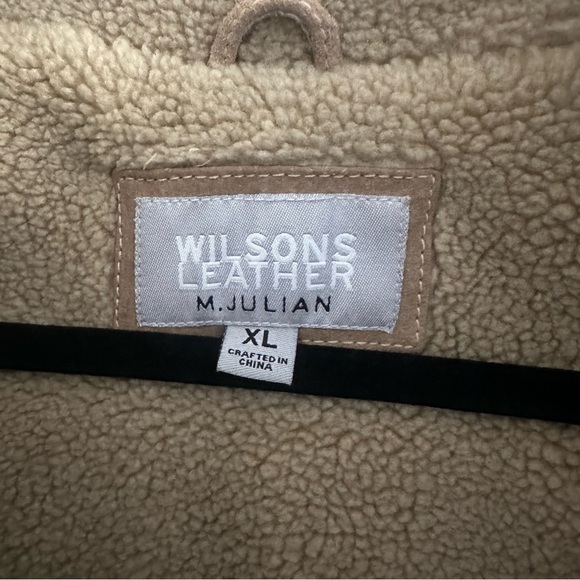 WILSONS
LEATHER
M.JULIAN
XL
CRAFTED IN
CHINA